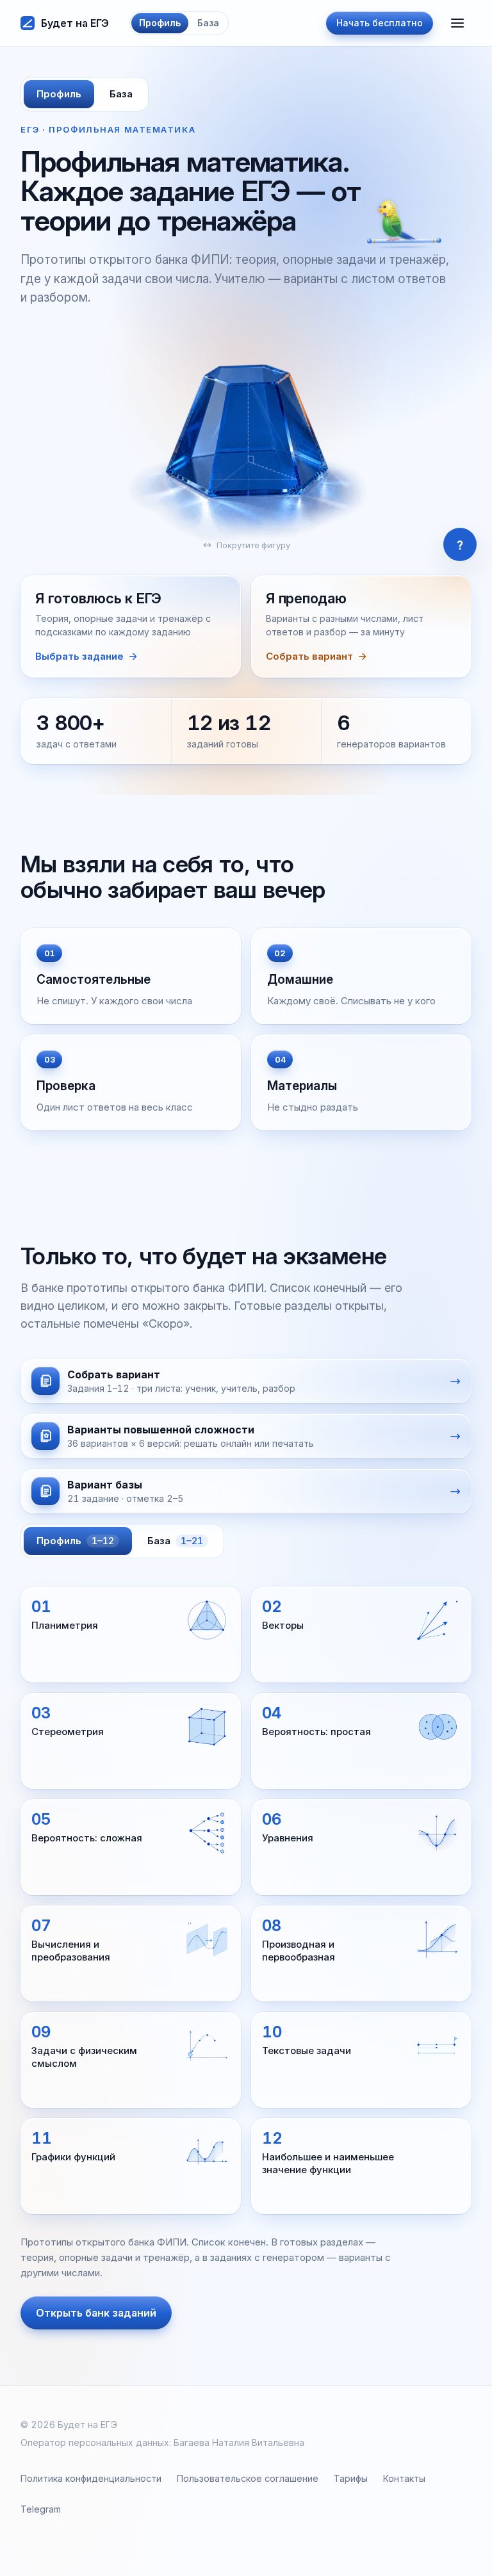 Будет на ЕГЭ
Профиль База
Начать бесплатно
Профиль База
ЕГЭ · ПРОФИЛЬНАЯ МАТЕМАТИКА
Профильная математика.
Каждое задание ЕГЭ — от
теории до тренажёра
Прототипы открытого банка ФИПИ: теория, опорные задачи и тренажёр,
где у каждой задачи свои числа. Учителю — варианты с листом ответов
и разбором.
↔ Покрутите фигуру
?
Я готовлюсь к ЕГЭ
Теория, опорные задачи и тренажёр с
подсказками по каждому заданию
Выбрать задание →
Я преподаю
Варианты с разными числами, лист
ответов и разбор — за минуту
Собрать вариант →
3 800+
задач с ответами
12 из 12
заданий готовы
6
генераторов вариантов
Мы взяли на себя то, что
обычно забирает ваш вечер
01
Самостоятельные
Не спишут. У каждого свои числа
02
Домашние
Каждому своё. Списывать не у кого
03
Проверка
Один лист ответов на весь класс
04
Материалы
Не стыдно раздать
Только то, что будет на экзамене
В банке прототипы открытого банка ФИПИ. Список конечный — его
видно целиком, и его можно закрыть. Готовые разделы открыты,
остальные помечены «Скоро».
Собрать вариант
Задания 1–12 · три листа: ученик, учитель, разбор
→
Варианты повышенной сложности
36 вариантов × 6 версий: решать онлайн или печатать
→
Вариант базы
21 задание · отметка 2–5
→
Профиль 1–12 База 1–21
01
Планиметрия
02
Векторы
03
Стереометрия
04
Вероятность: простая
05
Вероятность: сложная
06
Уравнения
07
Вычисления и
преобразования
08
Производная и
первообразная
09
Задачи с физическим
смыслом
10
Текстовые задачи
11
Графики функций
12
Наибольшее и наименьшее
значение функции
Прототипы открытого банка ФИПИ. Список конечен. В готовых разделах —
теория, опорные задачи и тренажёр, а в заданиях с генератором — варианты с
другими числами.
Открыть банк заданий
© 2026 Будет на ЕГЭ
Оператор персональных данных: Багаева Наталия Витальевна
Политика конфиденциальности Пользовательское соглашение Тарифы Контакты
Telegram